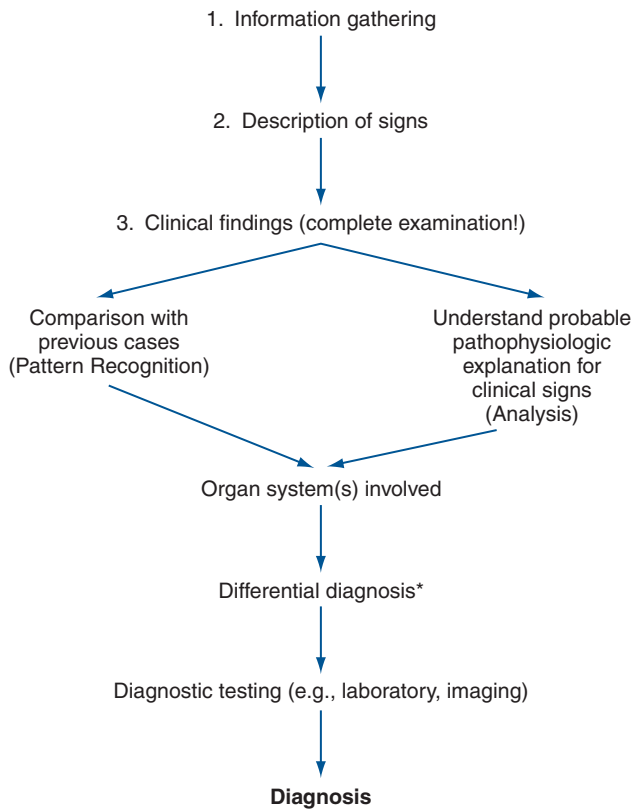 1. Information gathering
2. Description of signs
3. Clinical findings (complete examination!)
Comparison with
previous cases
(Pattern Recognition)
Understand probable
pathophysiologic
explanation for
clinical signs
(Analysis)
Organ system(s) involved
Differential diagnosis*
Diagnostic testing (e.g., laboratory, imaging)
Diagnosis